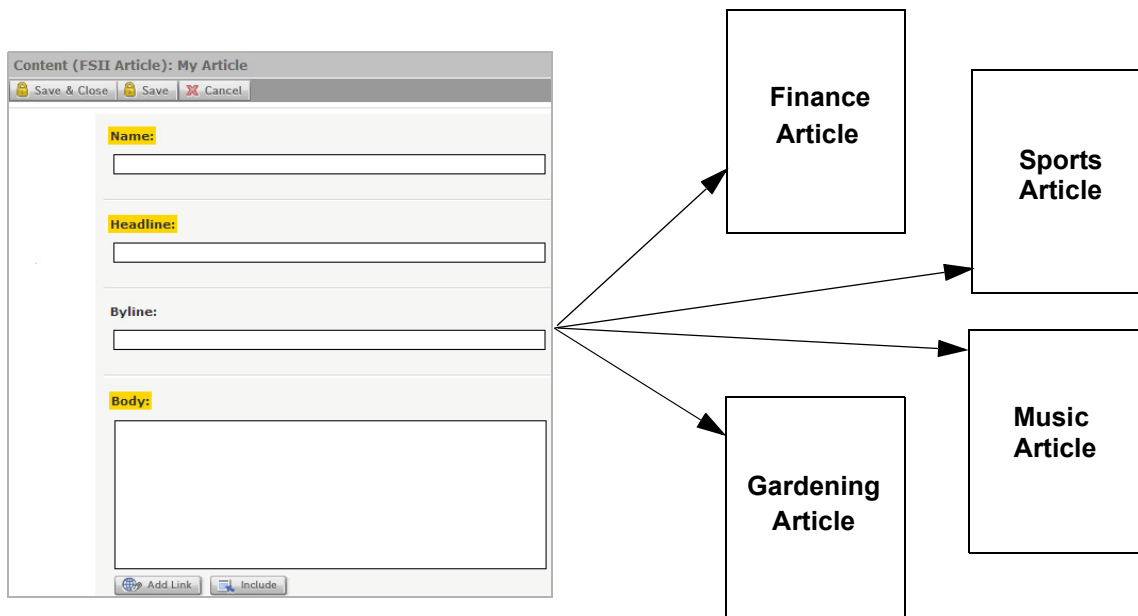 Content (FSII Article): My Article
Save & Close Save Cancel
Name:
Headline:
Byline:
Body:
Add Link Include
Finance
Article
Sports
Article
Music
Article
Gardening
Article